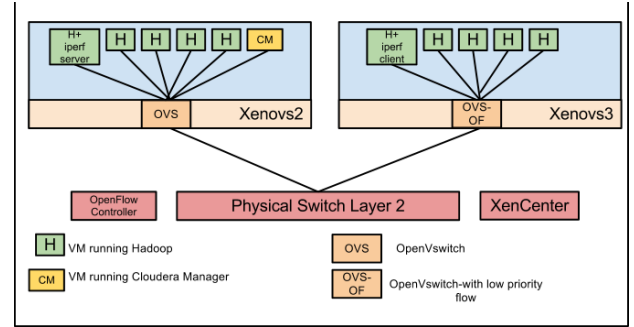 H+
iperf
server
H
H
H
H
CM
OVS
Xenovs2
H+
iperf
client
H
H
H
H
OVS-
OF
Xenovs3
OpenFlow
Controller
Physical Switch Layer 2
XenCenter
H
VM running Hadoop
OVS
OpenVswitch
CM
VM running Cloudera Manager
OVS-
OF
OpenVswitch-with low priority
flow